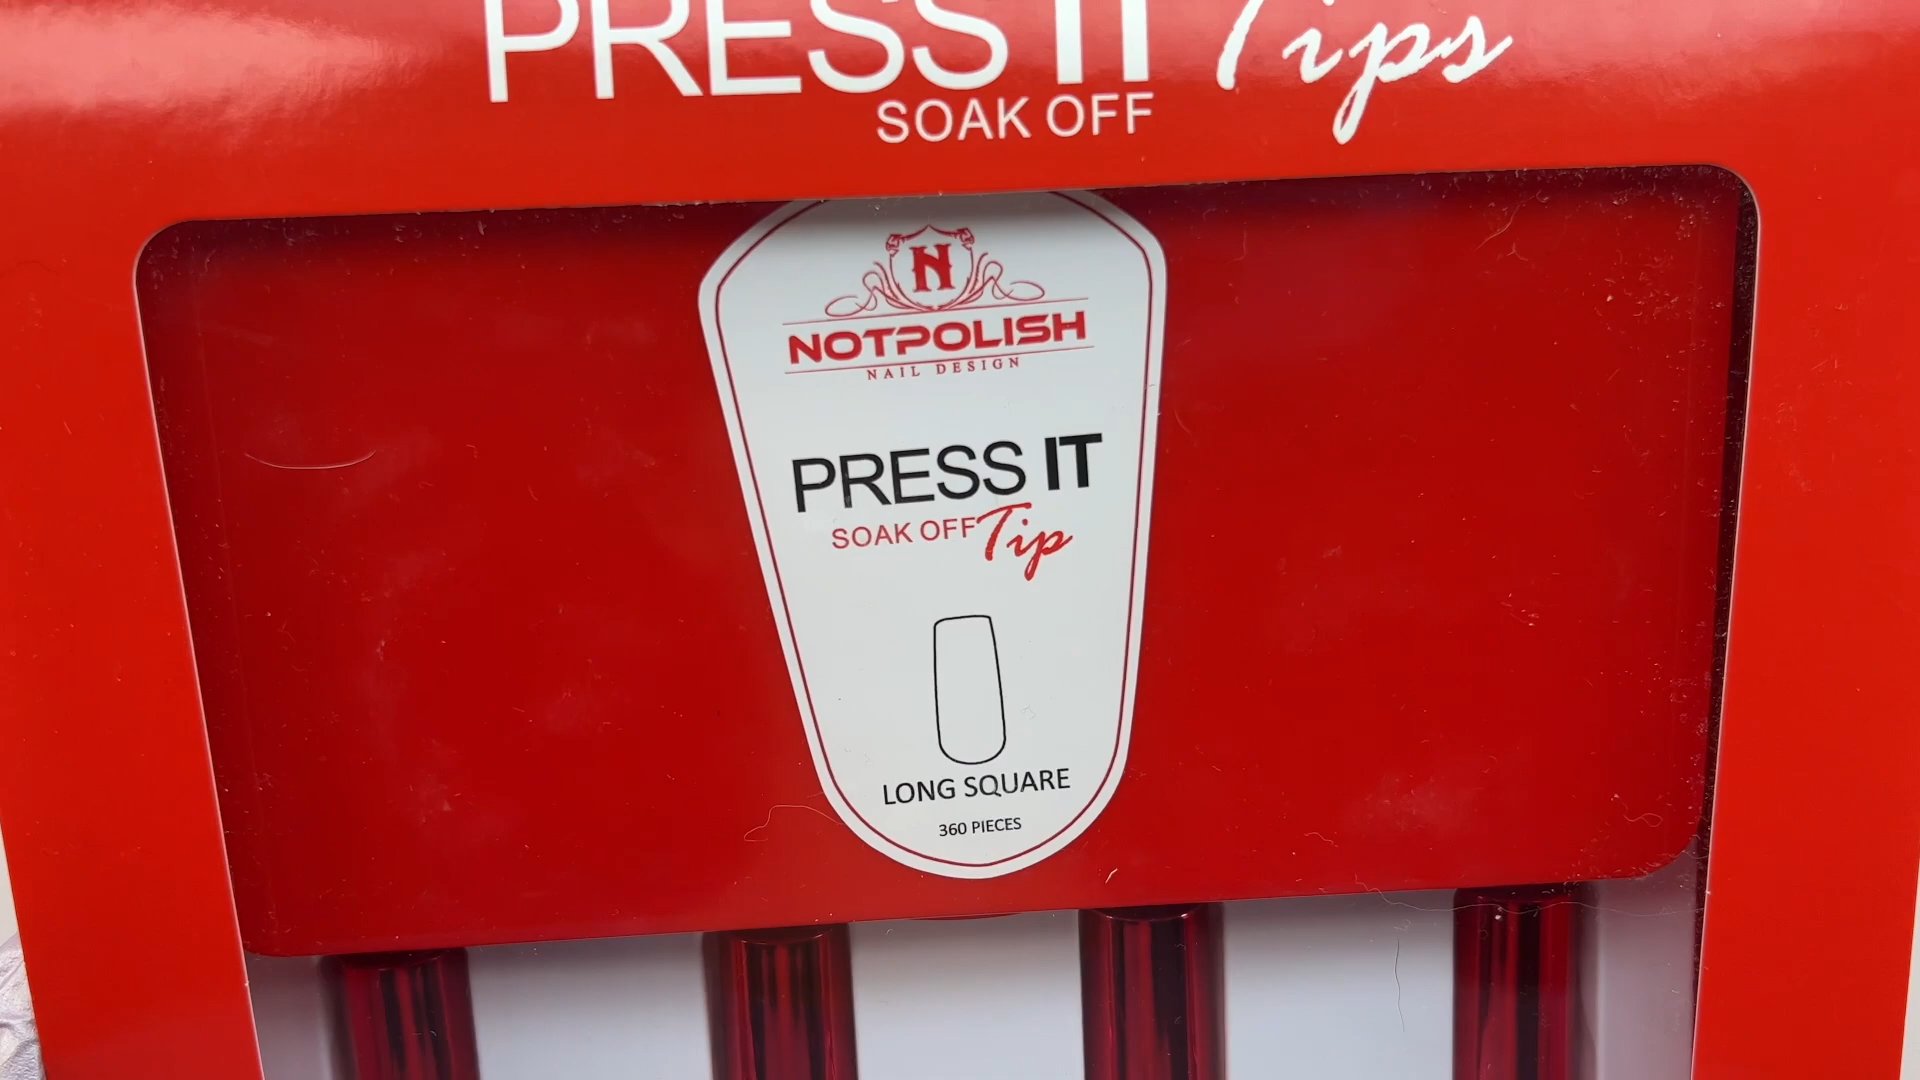 PRESS IT Tips
SOAK OFF
N
NOTPOLISH
NAIL DESIGN
PRESS IT
SOAK OFF Tip
LONG SQUARE
360 PIECES